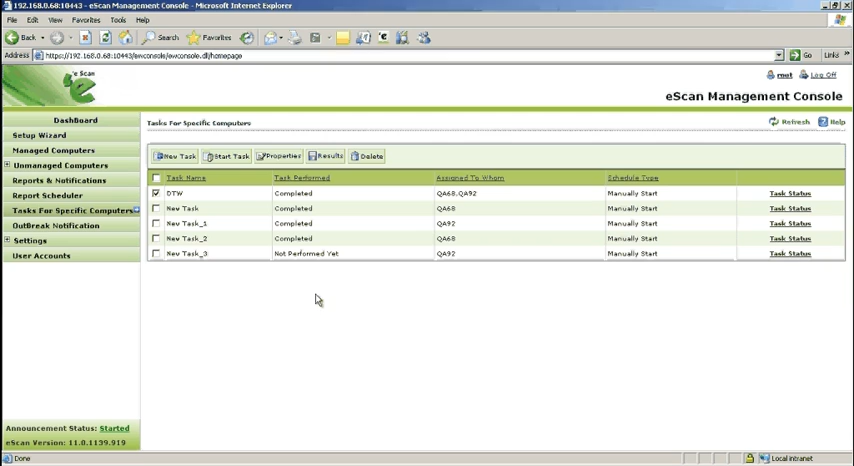 192.168.0.68:10443 - eScan Management Console - Microsoft Internet Explorer
File Edit View Favorites Tools Help
Back Search Favorites
Address https://192.168.0.68:10443/ewconsole/ewconsole.dll/homepage Go Links »
e Scan
root Log Off
eScan Management Console
DashBoard
Setup Wizard
Managed Computers
Unmanaged Computers
Reports & Notifications
Report Scheduler
Tasks For Specific Computers
OutBreak Notification
Settings
User Accounts
Announcement Status: Started
eScan Version: 11.0.1139.919
Tasks For Specific Computers Refresh Help
New Task Start Task Properties Results Delete
Task Name Task Performed Assigned To Whom Schedule Type
DTW Completed QA68,QA92 Manually Start Task Status
New Task Completed QA68 Manually Start Task Status
New Task_1 Completed QA92 Manually Start Task Status
New Task_2 Completed QA68 Manually Start Task Status
New Task_3 Not Performed Yet QA92 Manually Start Task Status
Done Local intranet